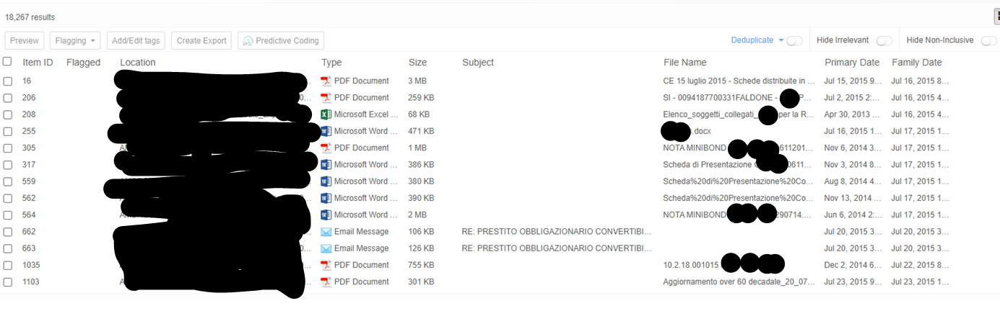 18,267 results
Preview Flagging Add/Edit tags Create Export Predictive Coding Deduplicate Hide Irrelevant Hide Non-Inclusive
Item ID Flagged Location Type Size Subject File Name Primary Date Family Date
16 ... PDF Document 3 MB CE 15 luglio 2015 - Schede distribuite in ... Jul 15, 2015 9... Jul 16, 2015 8...
206 0... PDF Document 259 KB SI - 0094187700331FALDONE - P... Jul 2, 2015 2:... Jul 16, 2015 4...
208 ... Microsoft Excel ... 68 KB Elenco_soggetti_collegati_ per la R... Apr 30, 2013 ... Jul 16, 2015 4...
255 Microsoft Word ... 471 KB s.docx Jul 16, 2015 1... Jul 17, 2015 1...
305 ... PDF Document 1 MB NOTA MINIBOND 611201... Nov 6, 2014 3... Jul 17, 2015 1...
317 Microsoft Word ... 386 KB Scheda di Presentazione 0611... Nov 3, 2014 8... Jul 17, 2015 1...
559 ... Microsoft Word ... 380 KB Scheda%20di%20Presentazione%20Co... Aug 8, 2014 4... Jul 17, 2015 1...
562 ... Microsoft Word ... 390 KB Scheda%20di%20Presentazione%20Co... Nov 13, 2014 ... Jul 17, 2015 1...
564 ... Microsoft Word ... 2 MB NOTA MINIBOND 290714.... Jun 6, 2014 2:... Jul 17, 2015 1...
662 0... Email Message 106 KB RE: PRESTITO OBBLIGAZIONARIO CONVERTIBI... Jul 20, 2015 3... Jul 20, 2015 3...
663 0... Email Message 126 KB RE: PRESTITO OBBLIGAZIONARIO CONVERTIBI... Jul 20, 2015 3... Jul 20, 2015 3...
1035 ... PDF Document 755 KB 10.2.18.001015 Dec 2, 2014 6... Jul 22, 2015 8...
1103 ... PDF Document 301 KB Aggiornamento over 60 decadale_20_07... Jul 23, 2015 9... Jul 23, 2015 1...